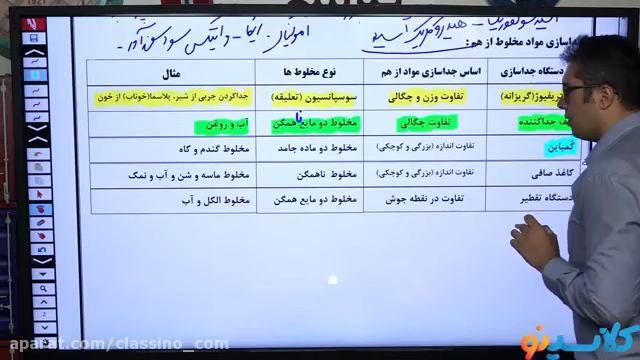 جداسازی مواد مخلوط از هم:
دستگاه جداسازی اساس جداسازی مواد از هم نوع مخلوط ها مثال
سانتریفیوژ (گریزانه) تفاوت وزن و چگالی سوسپانسیون (تعلیقه) جداکردن چربی از شیر، پلاسما(خوناب) از خون
قیف جداکننده تفاوت چگالی مخلوط دو مایع ناهمگن آب و روغن
کمباین تفاوت اندازه (بزرگی و کوچکی) مخلوط دو ماده جامد مخلوط گندم و کاه
کاغذ صافی تفاوت اندازه (بزرگی و کوچکی) مخلوط ناهمگن مخلوط ماسه و شن و آب و نمک
دستگاه تقطیر تفاوت در نقطه جوش مخلوط دو مایع همگن مخلوط الکل و آب
aparat.com/classino_com
کلاسینو